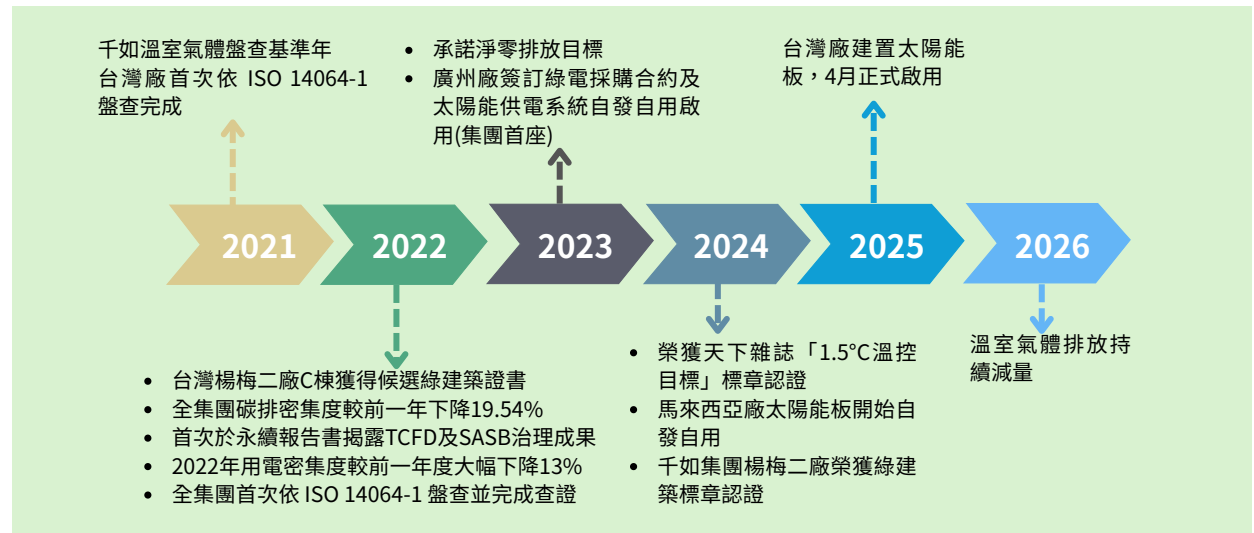 千如溫室氣體盤查基準年
台灣廠首次依 ISO 14064-1
盤查完成
• 承諾淨零排放目標
• 廣州廠簽訂綠電採購合約及
太陽能供電系統自發自用啟
用(集團首座)
台灣廠建置太陽能
板，4月正式啟用
2021
2022
2023
2024
2025
2026
• 台灣楊梅二廠C棟獲得候選綠建築證書
• 全集團碳排密集度較前一年下降19.54%
• 首次於永續報告書揭露TCFD及SASB治理成果
• 2022年用電密集度較前一年度大幅下降13%
• 全集團首次依 ISO 14064-1 盤查並完成查證
• 榮獲天下雜誌「1.5°C溫控
目標」標章認證
• 馬來西亞廠太陽能板開始自
發自用
• 千如集團楊梅二廠榮獲綠建
築標章認證
溫室氣體排放持
續減量